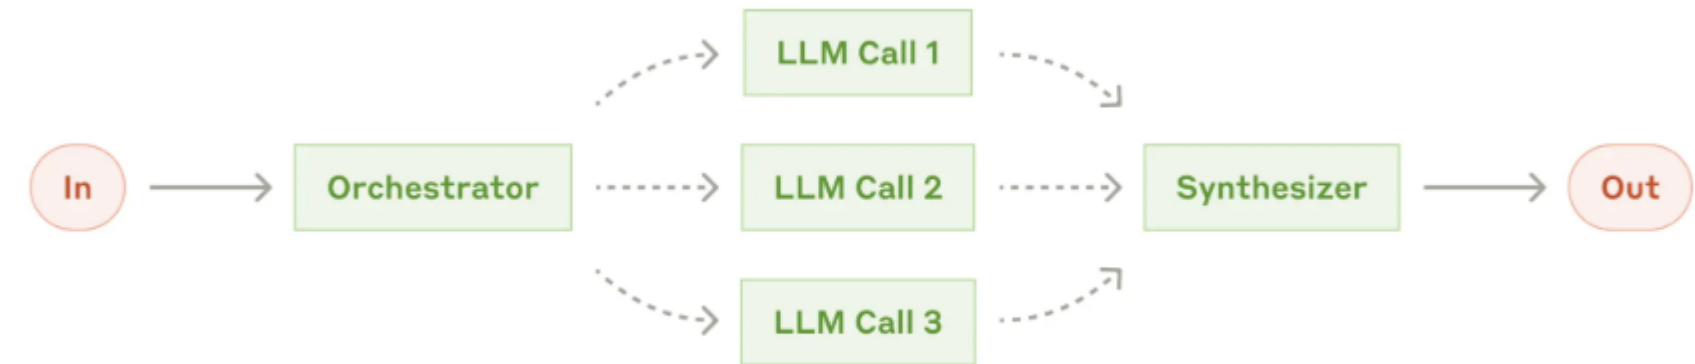 LLM Call 1
In
Orchestrator
LLM Call 2
Synthesizer
Out
LLM Call 3